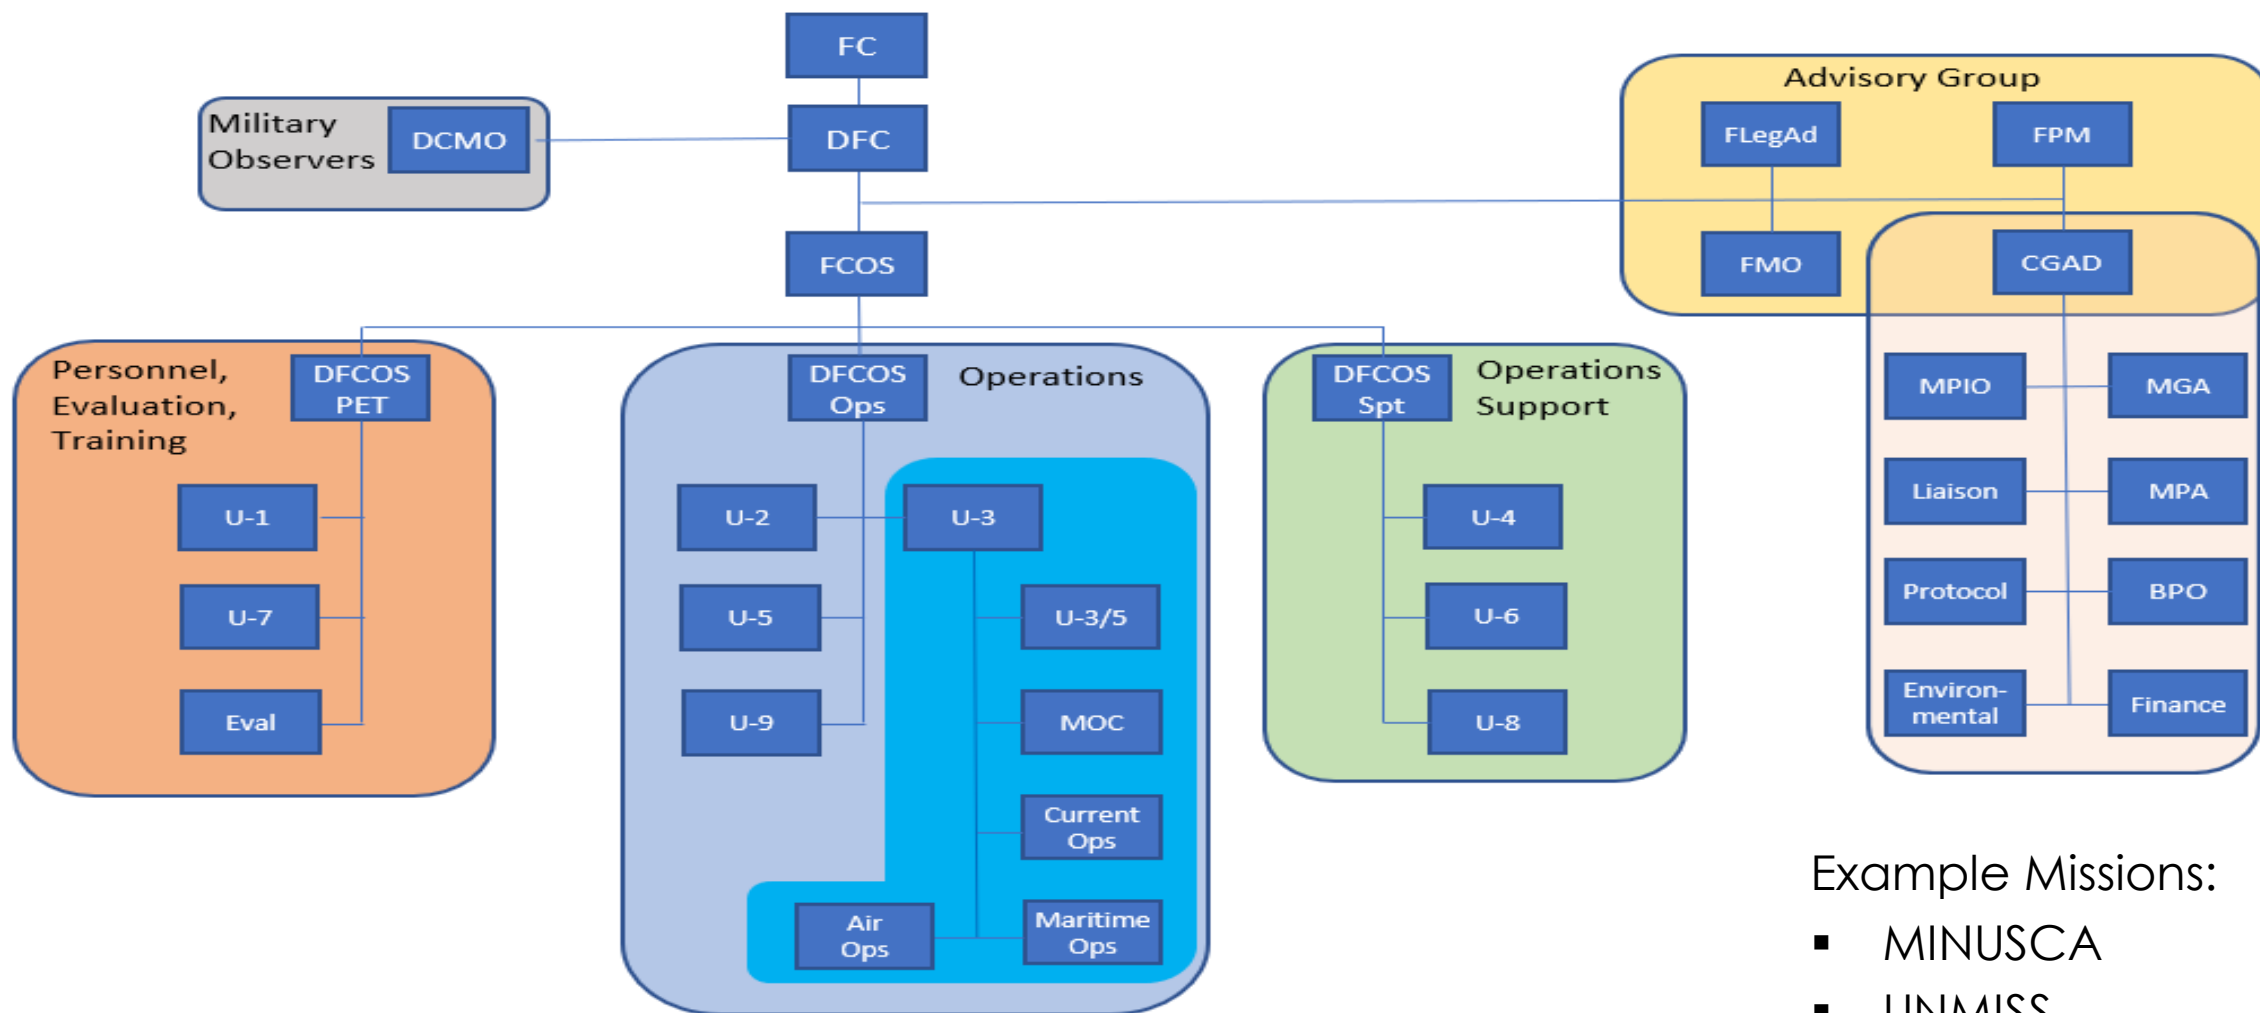 FC
Advisory Group
Military
Observers
DCMO
DFC
FLegAd
FPM
FCOS
FMO
CGAD
Personnel,
Evaluation,
Training
DFCOS
PET
DFCOS
Ops
Operations
DFCOS
Spt
Operations
Support
MPIO
MGA
U-1
U-2
U-3
U-4
Liaison
MPA
U-7
U-5
U-3/5
U-6
Protocol
BPO
Eval
U-9
MOC
U-8
Environ-
mental
Finance
Current
Ops
Air
Ops
Maritime
Ops
Example Missions:
▪ MINUSCA
▪ UNMISS